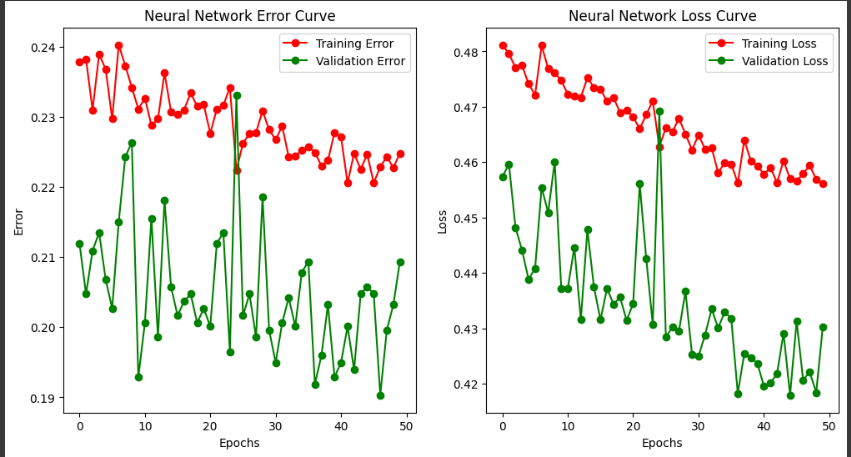 Neural Network Error Curve
Training Error
Validation Error
0.24
0.23
0.22
0.21
0.20
0.19
Error
0 10 20 30 40 50
Epochs
Neural Network Loss Curve
Training Loss
Validation Loss
0.48
0.47
0.46
0.45
0.44
0.43
0.42
Loss
0 10 20 30 40 50
Epochs